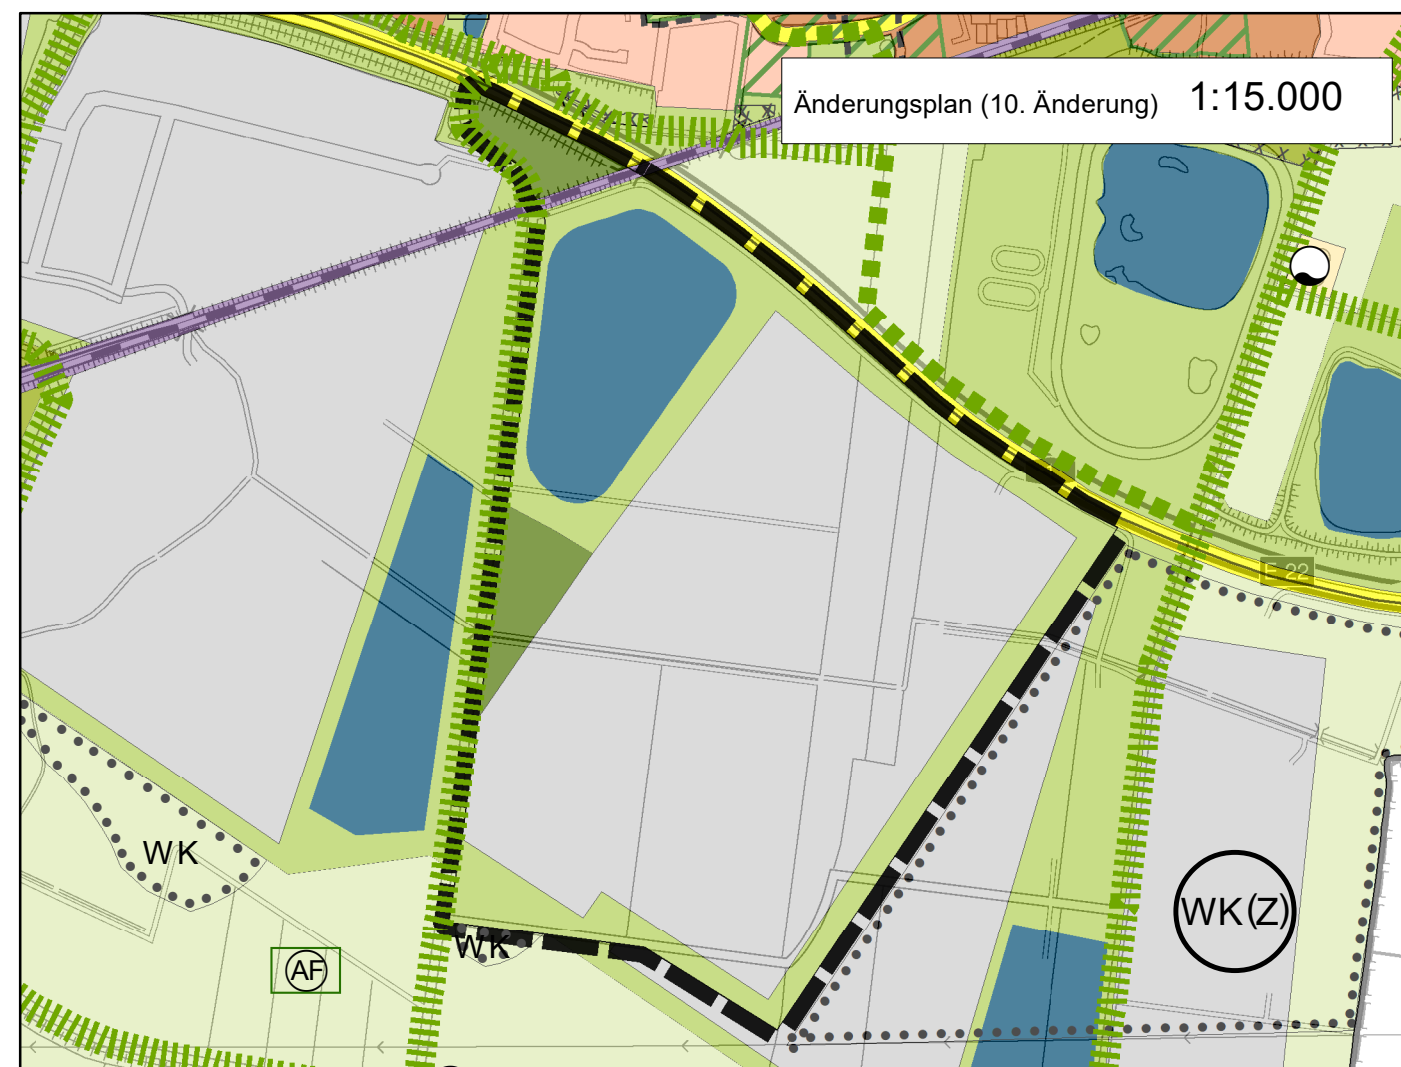 Änderungsplan (10. Änderung) 1:15.000
E 22
WK
WK(Z)
WK
AF